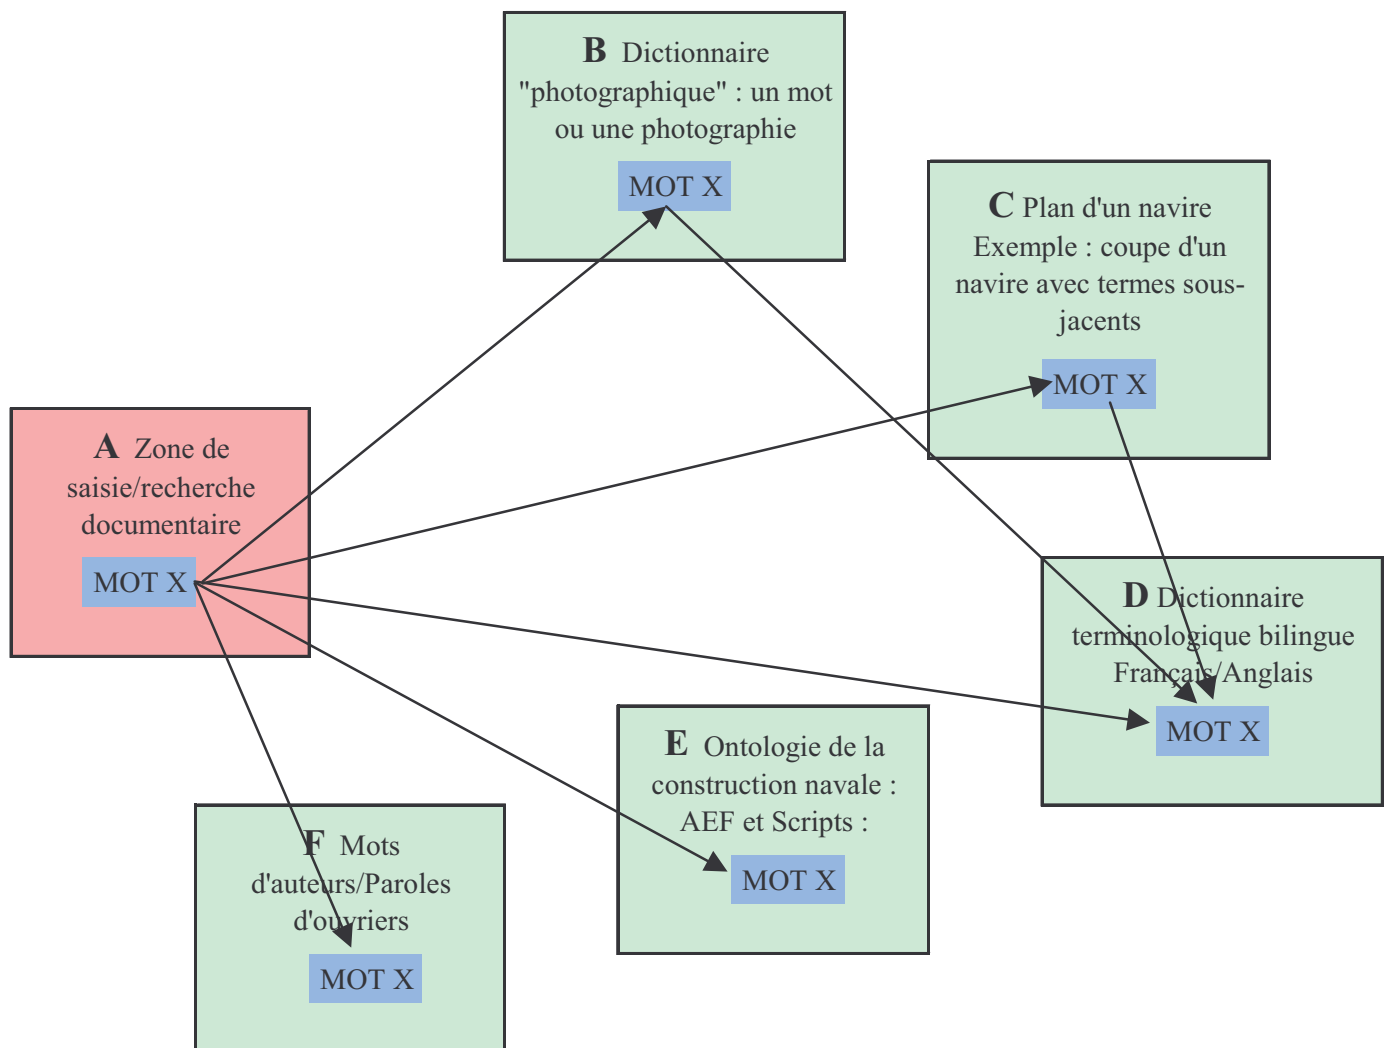 B Dictionnaire
"photographique" : un mot
ou une photographie
MOT X
C Plan d'un navire
Exemple : coupe d'un
navire avec termes sous-
jacents
MOT X
A Zone de
saisie/recherche
documentaire
MOT X
D Dictionnaire
terminologique bilingue
Français/Anglais
MOT X
E Ontologie de la
construction navale :
AEF et Scripts :
MOT X
F Mots
d'auteurs/Paroles
d'ouvriers
MOT X